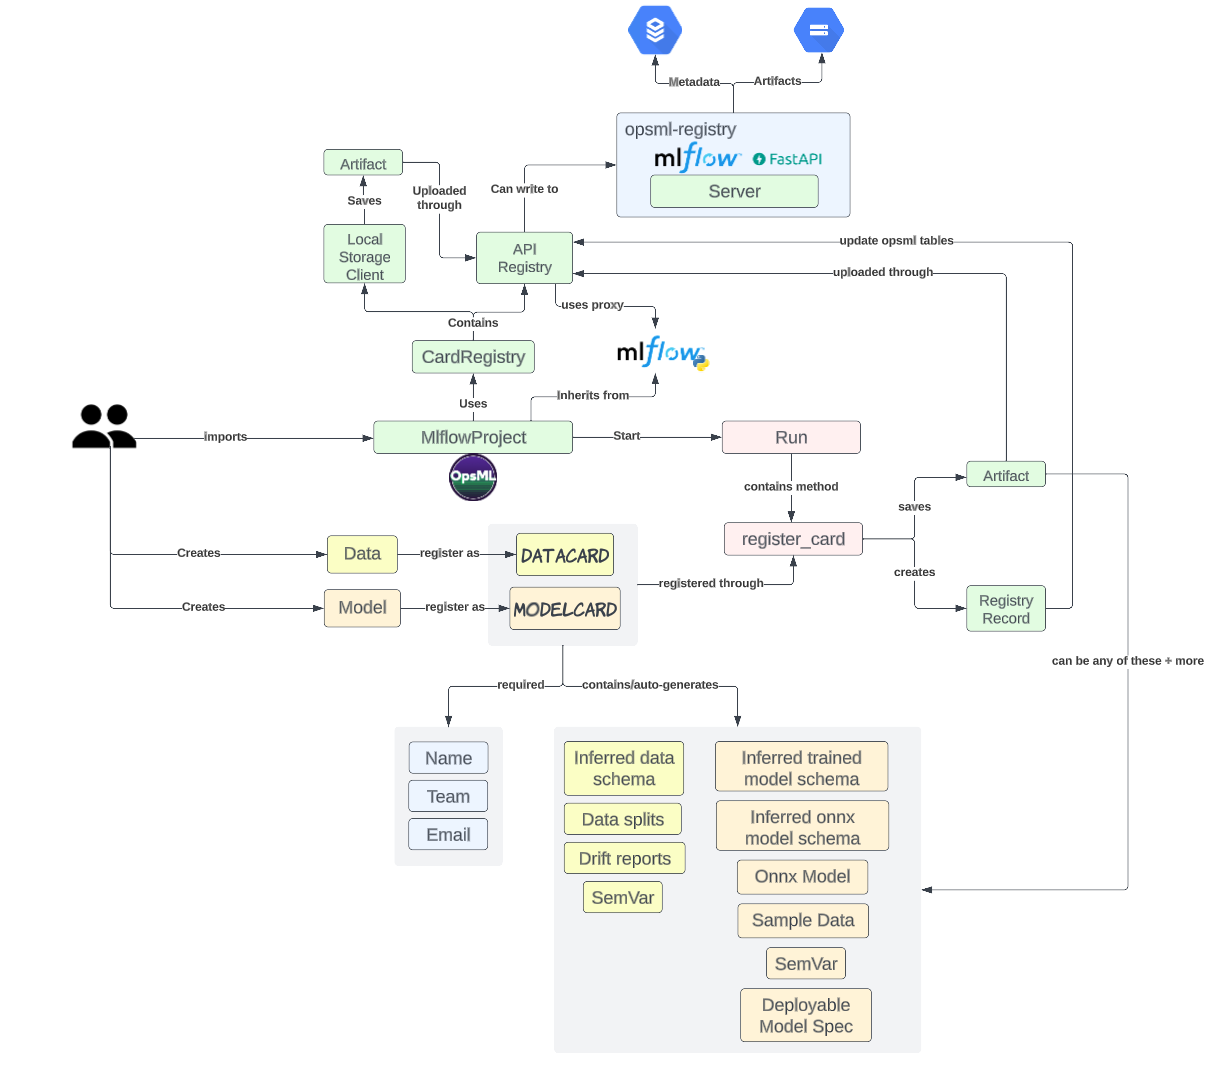 Metadata
Artifacts
opsml-registry
mlflow
FastAPI
Server
Artifact
Uploaded
through
Can write to
Saves
Local
Storage
Client
API
Registry
update opsml tables
uploaded through
uses proxy
Contains
mlflow
CardRegistry
Inherits from
Uses
Imports
MlflowProject
Start
Run
OpsML
contains method
Artifact
saves
register_card
creates
Creates
Data
register as
DATACARD
registered through
Creates
Model
register as
MODELCARD
Registry
Record
can be any of these + more
required
contains/auto-generates
Name
Team
Email
Inferred data
schema
Data splits
Drift reports
SemVar
Inferred trained
model schema
Inferred onnx
model schema
Onnx Model
Sample Data
SemVar
Deployable
Model Spec